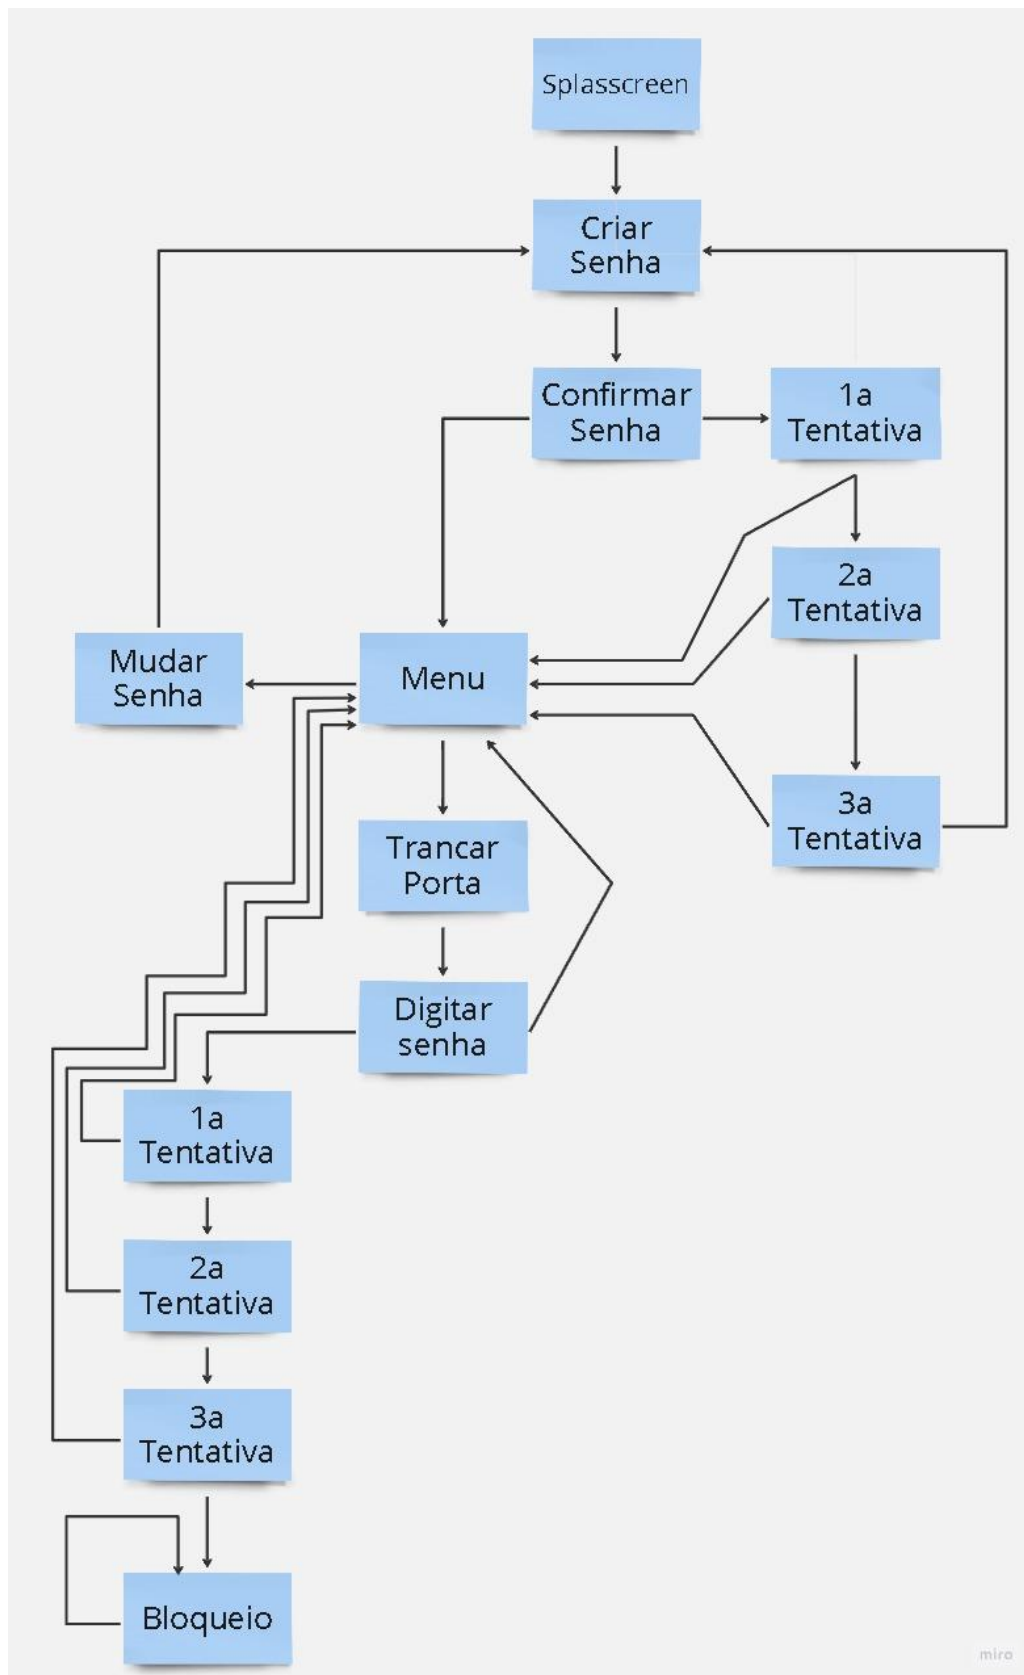 Splasscreen
Criar
Senha
Confirmar
Senha
1a
Tentativa
2a
Tentativa
Mudar
Senha
Menu
3a
Tentativa
Trancar
Porta
Digitar
senha
1a
Tentativa
2a
Tentativa
3a
Tentativa
Bloqueio
miro